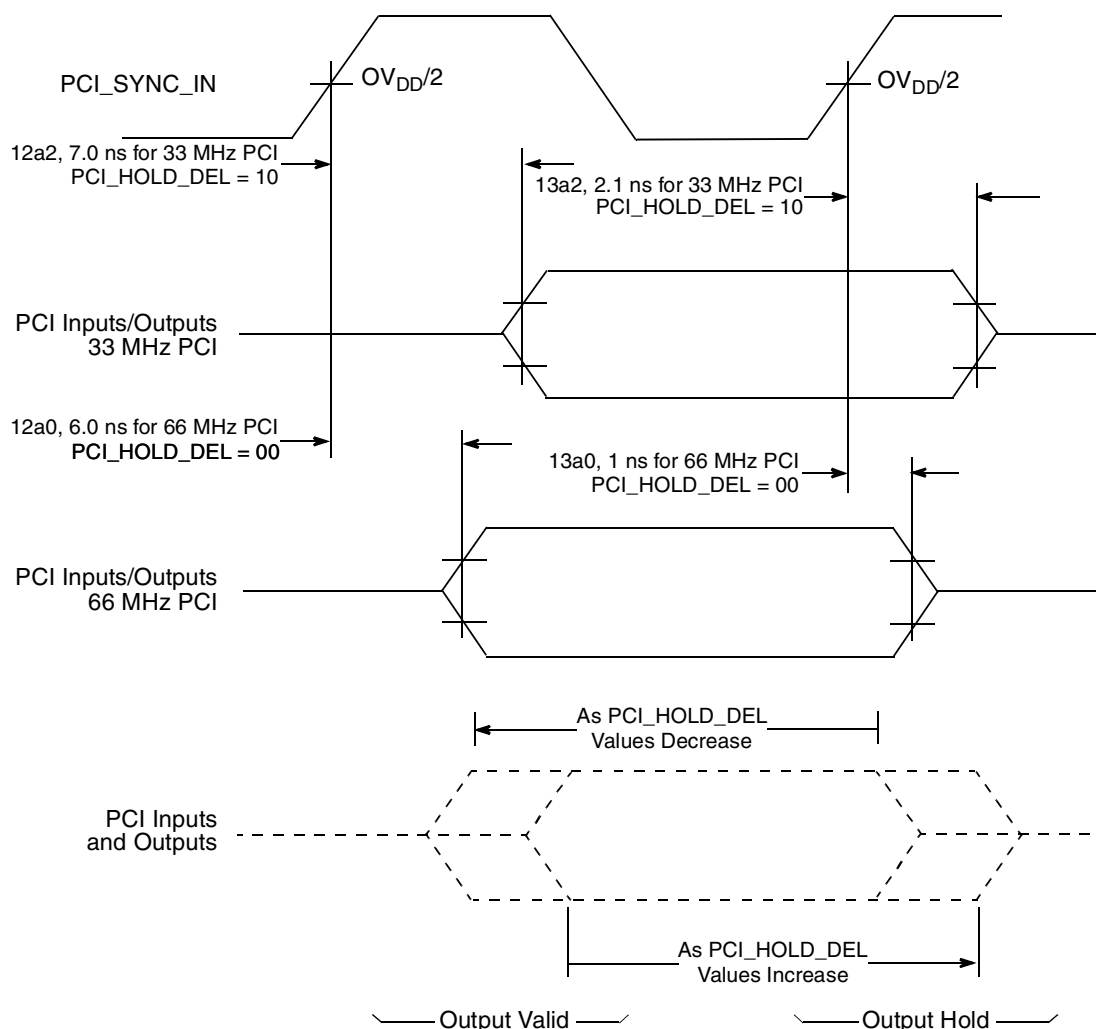 PCI_SYNC_IN
OVDD/2
OVDD/2
12a2, 7.0 ns for 33 MHz PCI
PCI_HOLD_DEL = 10
13a2, 2.1 ns for 33 MHz PCI
PCI_HOLD_DEL = 10
PCI Inputs/Outputs
33 MHz PCI
12a0, 6.0 ns for 66 MHz PCI
PCI_HOLD_DEL = 00
13a0, 1 ns for 66 MHz PCI
PCI_HOLD_DEL = 00
PCI Inputs/Outputs
66 MHz PCI
As PCI_HOLD_DEL
Values Decrease
PCI Inputs
and Outputs
As PCI_HOLD_DEL
Values Increase
Output Valid
Output Hold